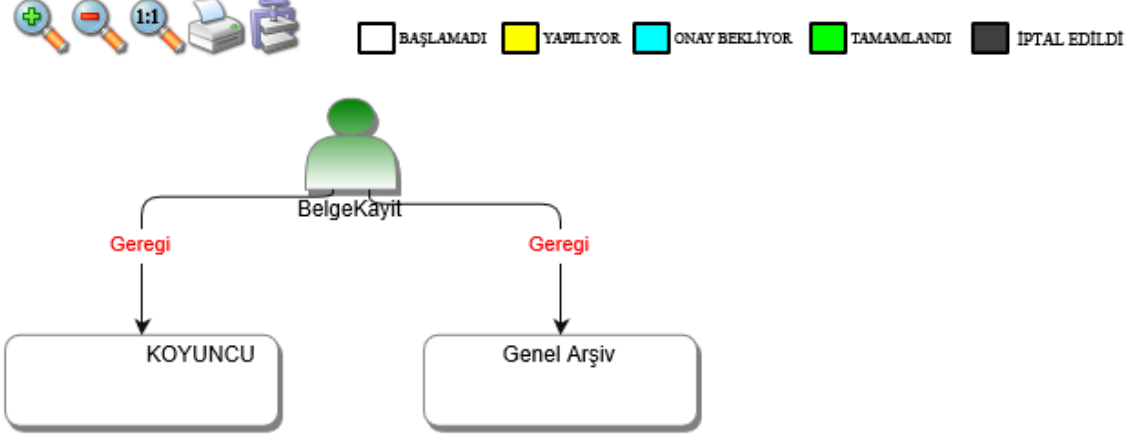 1:1
BAŞLAMADI YAPILIYOR ONAY BEKLİYOR TAMAMLANDI İPTAL EDİLDİ
BelgeKayit
Geregi Geregi
KOYUNCU Genel Arşiv